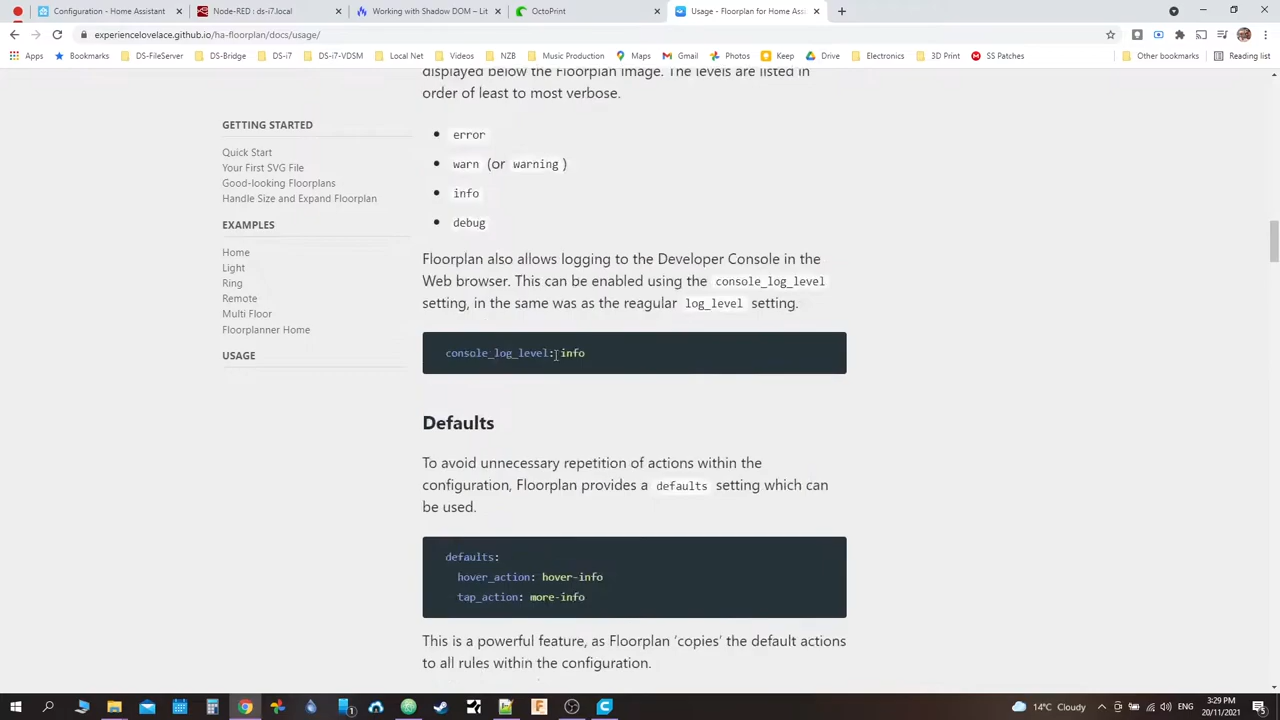 Configuration - Home Assistant
Node-RED: ds-i7.local
Working with Shadow DOM – Lit
OctoPrint
Usage - Floorplan for Home Assi
experiencelovelace.github.io/ha-floorplan/docs/usage/
Apps
Bookmarks
DS-FileServer
DS-Bridge
DS-i7
DS-i7-VDSM
Local Net
Videos
NZB
Music Production
Maps
Gmail
Photos
Drive
Electronics
3D Print
SS Patches
Other bookmarks
Reading list
displayed below the Floorplan image. The levels are listed in
order of least to most verbose.
GETTING STARTED
Quick Start
Your First SVG File
Good-looking Floorplans
Handle Size and Expand Floorplan
EXAMPLES
Home
Light
Ring
Remote
Multi Floor
Floorplanner Home
USAGE
error
warn (or warning )
info
debug
Floorplan also allows logging to the Developer Console in the
Web browser. This can be enabled using the console_log_level
setting, in the same was as the reagular log_level setting.
console_log_level: info
Defaults
To avoid unnecessary repetition of actions within the
configuration, Floorplan provides a defaults setting which can
be used.
defaults:
hover_action: hover-info
tap_action: more-info
This is a powerful feature, as Floorplan ‘copies’ the default actions
to all rules within the configuration.
14°C Cloudy
3:29 PM
20/11/2021